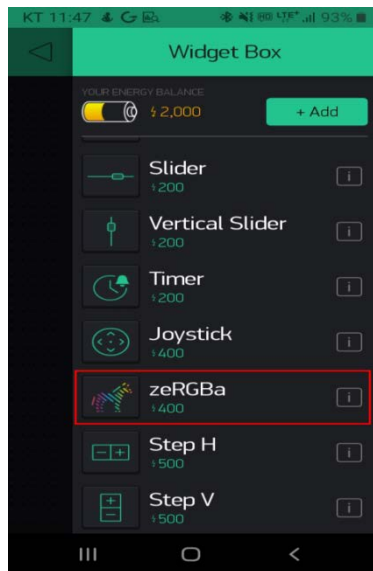 KT 11:47 93%
Widget Box
YOUR ENERGY BALANCE
2,000
+ Add
Slider
200
i
Vertical Slider
200
i
Timer
200
i
Joystick
400
i
zeRGBa
400
i
Step H
500
i
Step V
500
i